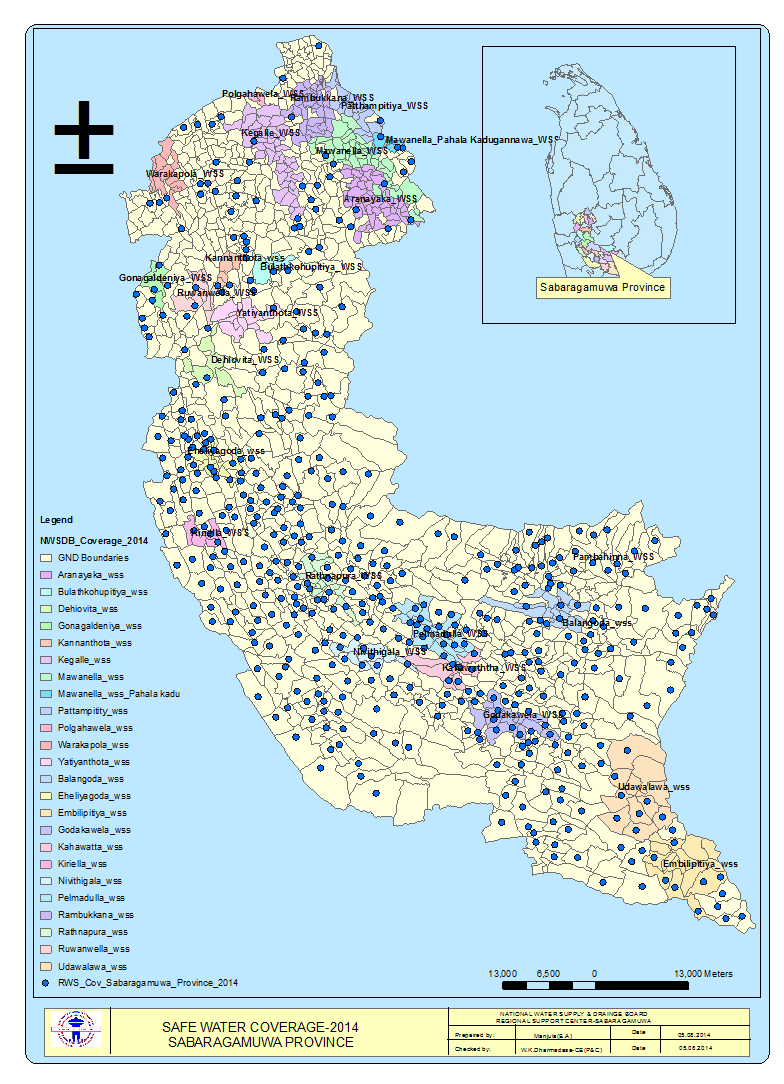 Polgahawela_WSS
Rambukkana_WSS
Patthampitiya_WSS
Kegalle_WSS
Mawanella_Pahala Kadugannawa_WSS
Mawanella_WSS
Warakapola_WSS
Aranayaka_WSS
Kannanthota_wss
Bulathkohupitiya_WSS
Gonagaldeniya_WSS
Ruwanwella_WSS
Yatiyanthota_WSS
Dehiovita_WSS
Sabaragamuwa Province
Eheliyagoda_wss
Kiriella_WSS
Pambahinna_WSS
Rathnapura_WSS
Balangoda_wss
Pelmadulla_WSS
Nivithigala_WSS
Kahawaththa_WSS
Godakawela_WSS
Udawalawa_wss
Embilipitiya_wss
Legend
NWSDB_Coverage_2014
GND Boundaries
Aranayaka_wss
Bulathkohupitiya_wss
Dehiovita_wss
Gonagaldeniya_wss
Kannanthota_wss
Kegalle_wss
Mawanella_wss
Mawanella_wss_Pahala kadu
Pattampitity_wss
Polgahawela_wss
Warakapola_wss
Yatiyanthota_wss
Balangoda_wss
Eheliyagoda_wss
Embilipitiya_wss
Godakawela_wss
Kahawatta_wss
Kiriella_wss
Nivithigala_wss
Pelmadulla_wss
Rambukkana_wss
Rathnapura_wss
Ruwanwella_wss
Udawalawa_wss
RWS_Cov_Sabaragamuwa_Province_2014
13,000 6,500 0 13,000 Meters
SAFE WATER COVERAGE-2014
SABARAGAMUWA PROVINCE
NATIONAL WATER SUPPLY & DRAINGE BOARD
REGIONAL SUPPORT CENTER-SABARAGAMUWA
Prepared by: Manjula(E.A) Date 05.08.2014
Checked by: W.K.Dharmadasa-CE(P&C) Date 05.08.2014